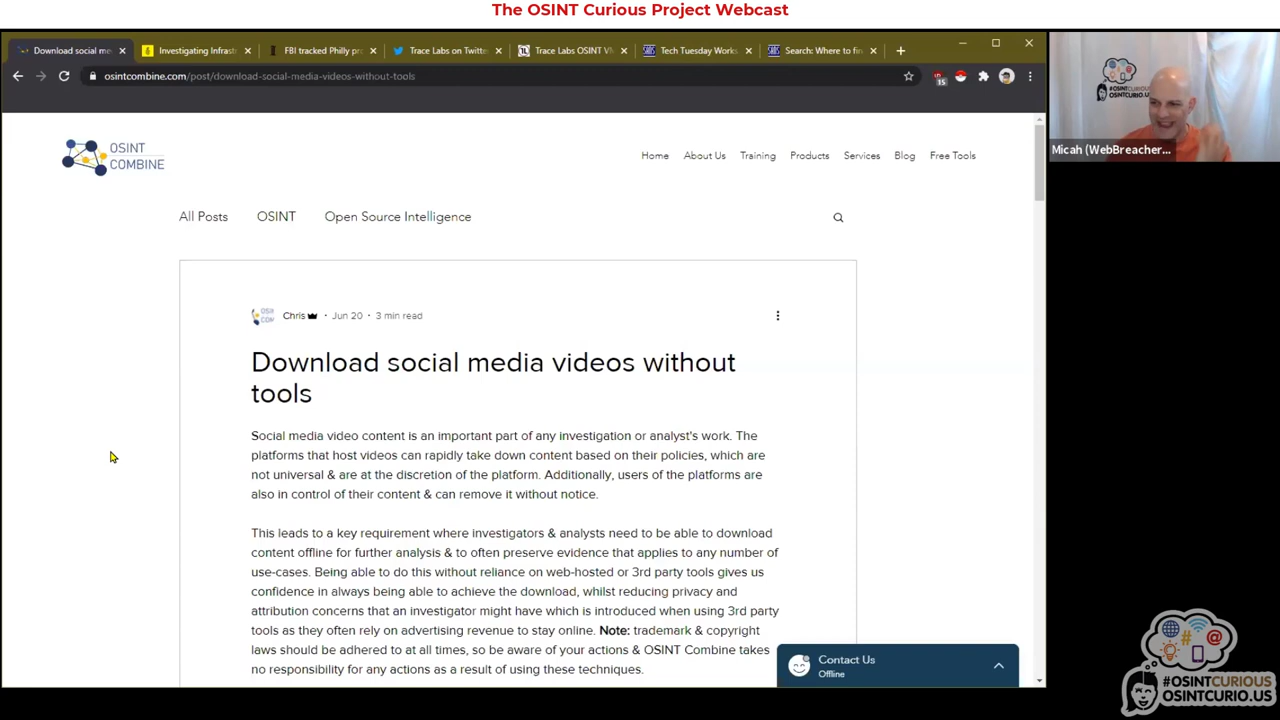 The OSINT Curious Project Webcast
Download social me
Investigating Infrast
FBI tracked Philly pr
Trace Labs on Twitte
Trace Labs OSINT VM
Tech Tuesday Works
Search: Where to fin
osintcombine.com/post/download-social-media-videos-without-tools
15
#OSINTCURIOUS
OSINTCURIO.US
Micah (WebBreacher...
OSINT
COMBINE
Home
About Us
Training
Products
Services
Blog
Free Tools
All Posts
OSINT
Open Source Intelligence
Chris
• Jun 20 • 3 min read
Download social media videos without
tools
Social media video content is an important part of any investigation or analyst's work. The
platforms that host videos can rapidly take down content based on their policies, which are
not universal & are at the discretion of the platform. Additionally, users of the platforms are
also in control of their content & can remove it without notice.
This leads to a key requirement where investigators & analysts need to be able to download
content offline for further analysis & to often preserve evidence that applies to any number of
use-cases. Being able to do this without reliance on web-hosted or 3rd party tools gives us
confidence in always being able to achieve the download, whilst reducing privacy and
attribution concerns that an investigator might have which is introduced when using 3rd party
tools as they often rely on advertising revenue to stay online. Note: trademark & copyright
laws should be adhered to at all times, so be aware of your actions & OSINT Combine takes
no responsibility for any actions as a result of using these techniques.
Contact Us
Offline
#OSINTCURIOUS
OSINTCURIO.US